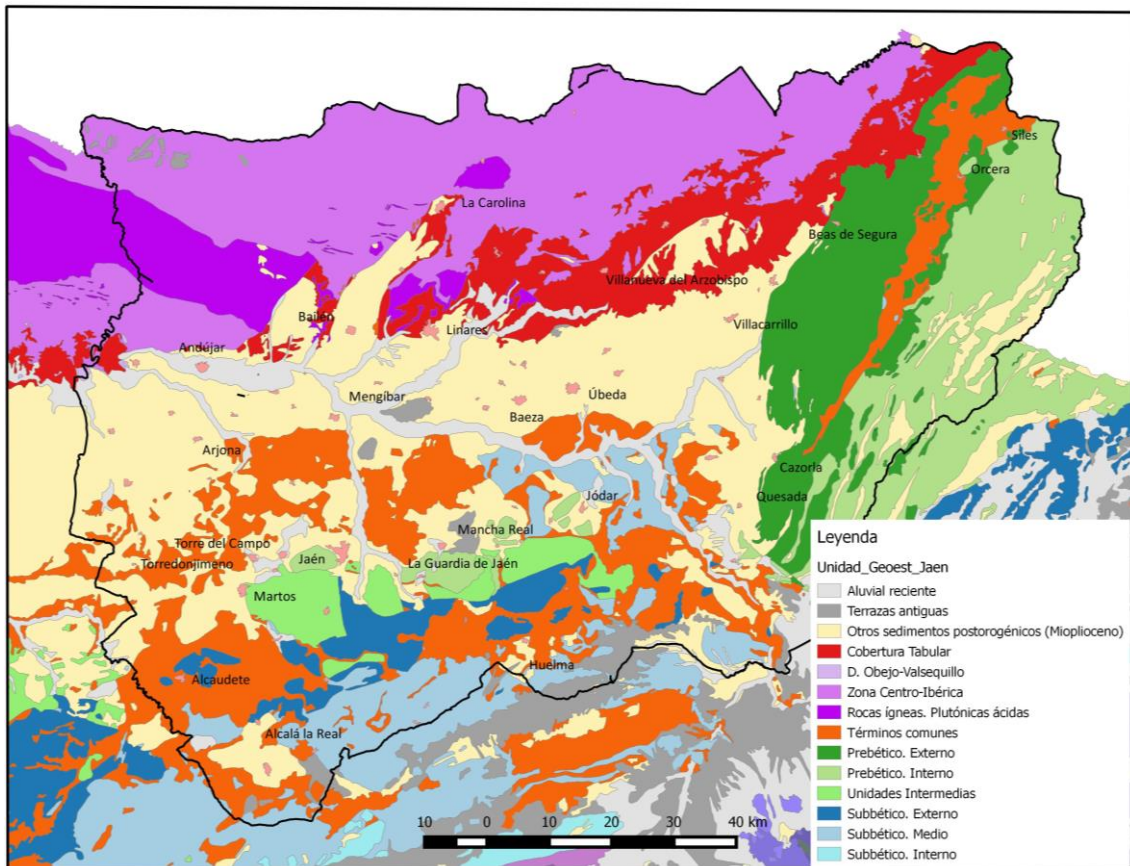 Siles
Orcera
La Carolina
Beas de Segura
Villanueva del Arzobispo
Bailén
Linares
Villacarrillo
Andújar
Mengíbar
Úbeda
Baeza
Arjona
Cazorla
Quesada
Jódar
Mancha Real
Torre del Campo
Torredonjimeno
Jaén
La Guardia de Jaén
Martos
Huelma
Alcaudete
Alcalá la Real
10 0 10 20 30 40 km
Leyenda
Unidad_Geoest_Jaen
Aluvial reciente
Terrazas antiguas
Otros sedimentos postorogénicos (Mioplioceno)
Cobertura Tabular
D. Obejo-Valsequillo
Zona Centro-Ibérica
Rocas ígneas. Plutónicas ácidas
Términos comunes
Prebético. Externo
Prebético. Interno
Unidades Intermedias
Subbético. Externo
Subbético. Medio
Subbético. Interno